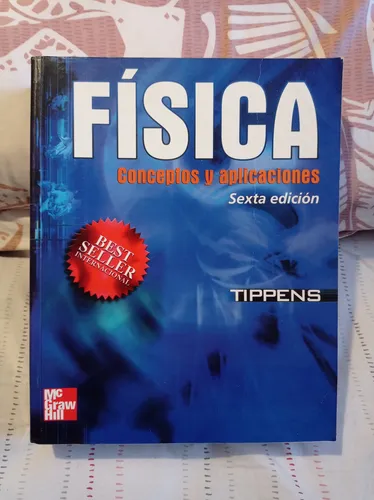 FÍSICA
Conceptos y aplicaciones
Sexta edición
BEST
SELLER
INTERNACIONAL
TIPPENS
Mc
Graw
Hill